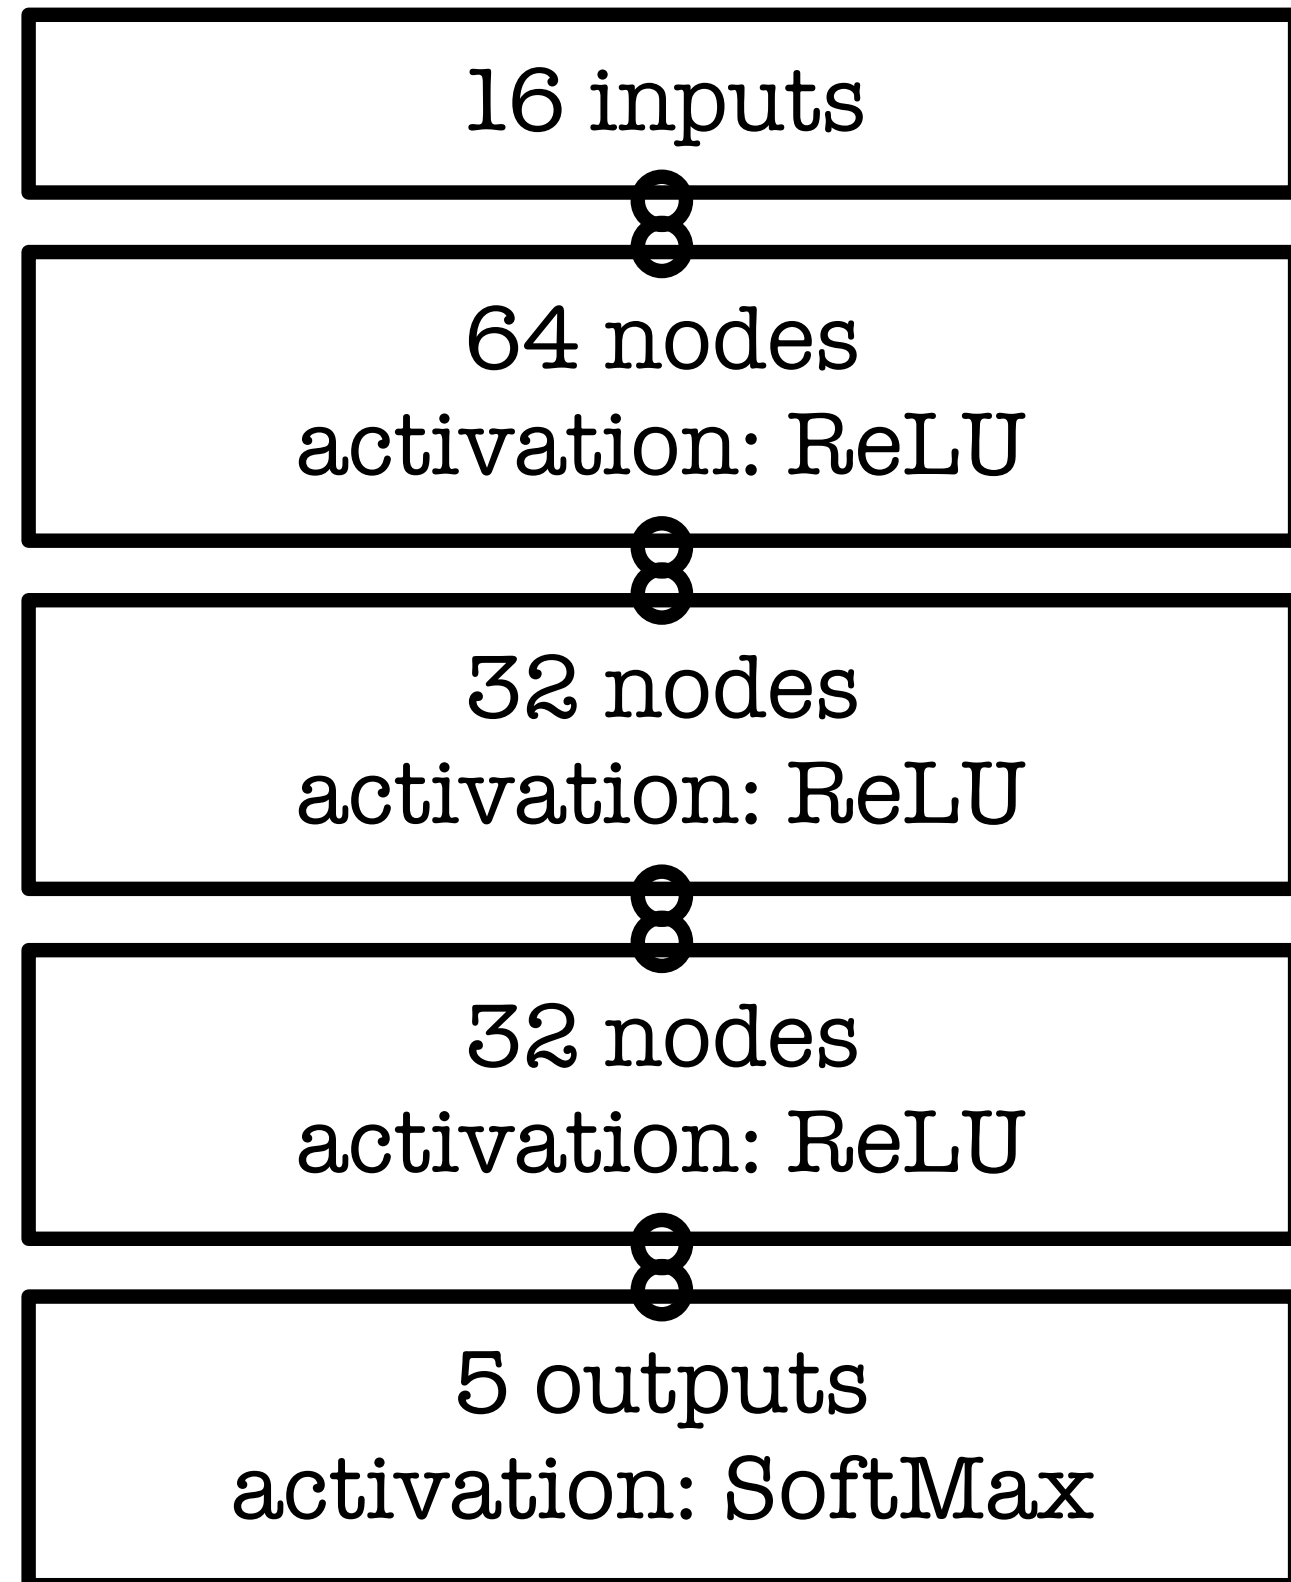 16 inputs
64 nodes
activation: ReLU
32 nodes
activation: ReLU
32 nodes
activation: ReLU
5 outputs
activation: SoftMax